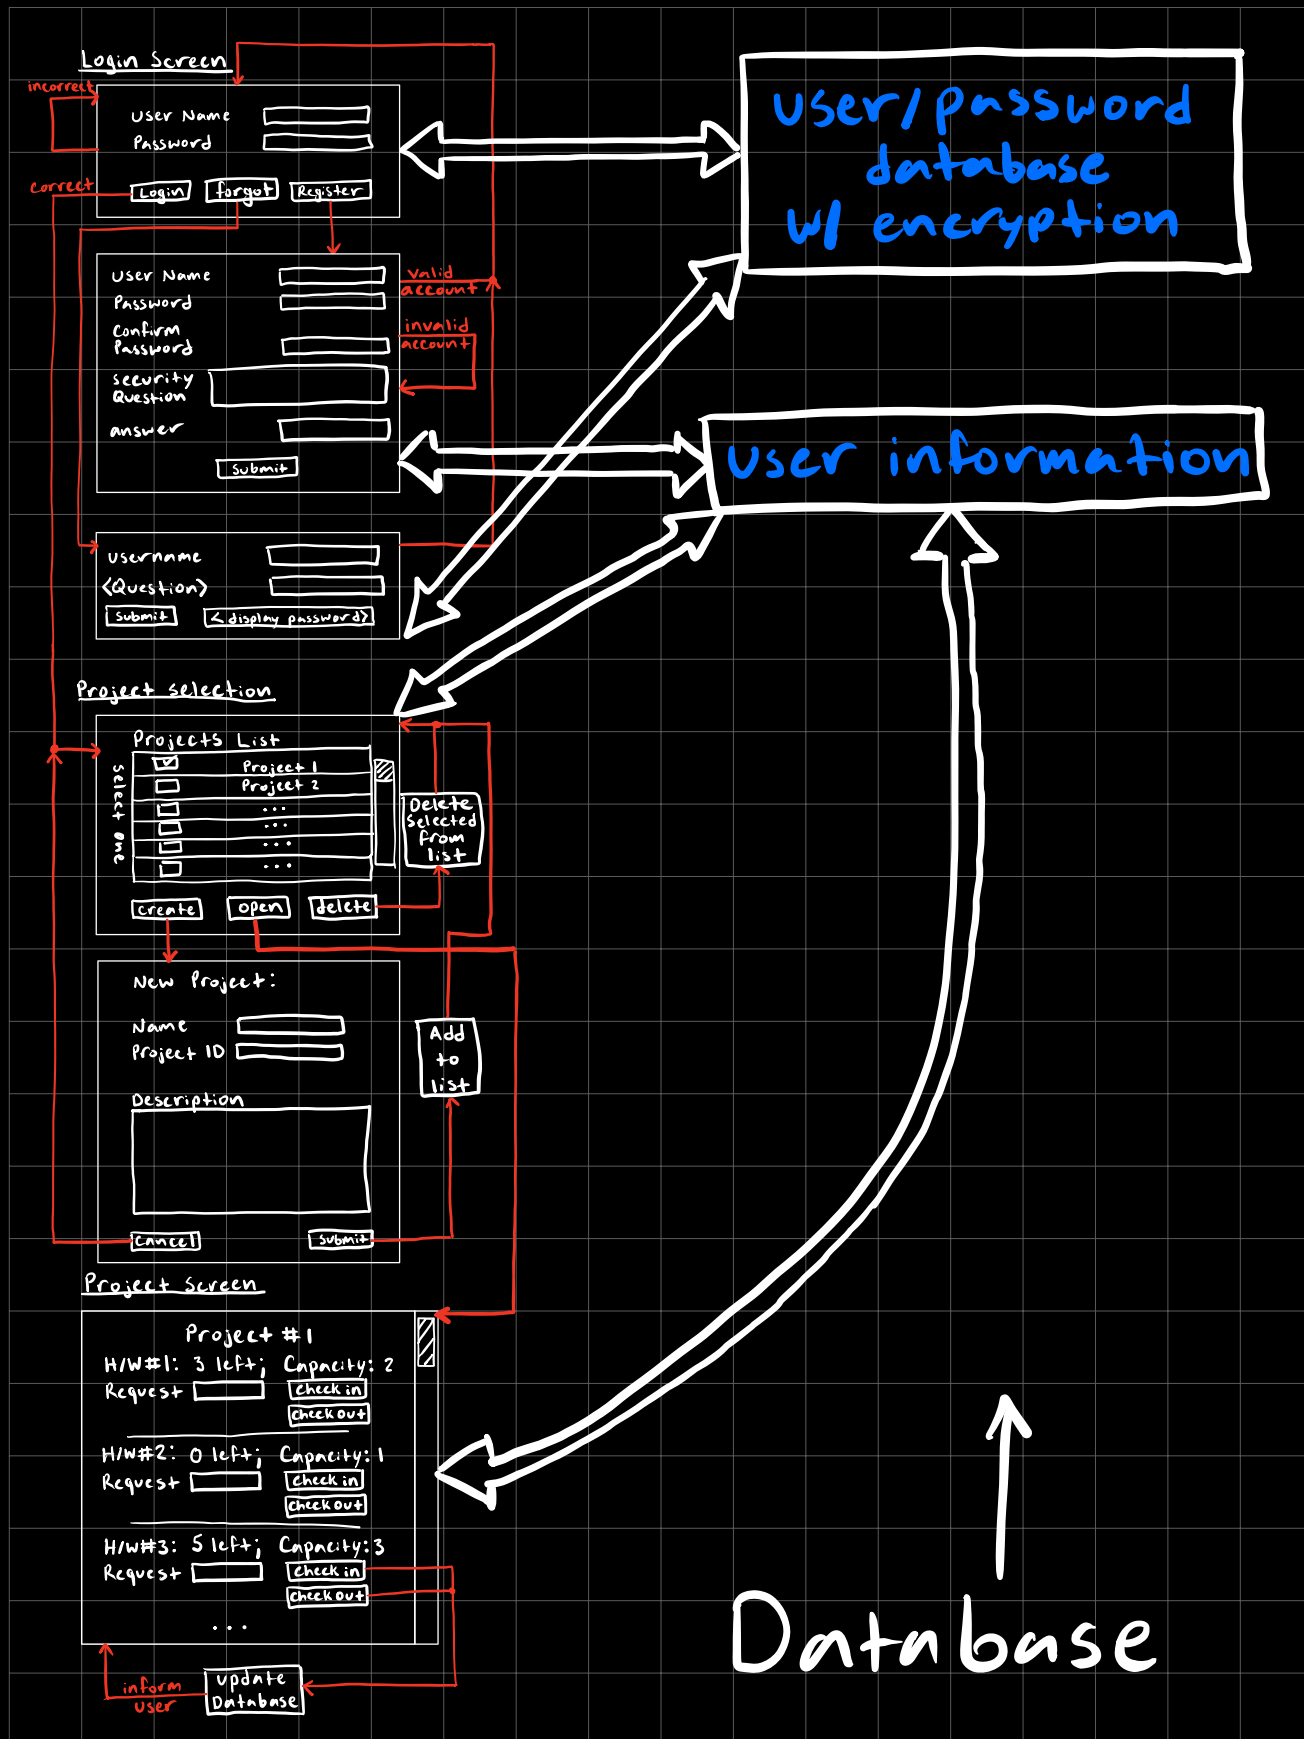 Login Screen
incorrect
User Name
Password
correct
Login
forgot
Register
User Name
Password
Confirm
Password
security
Question
answer
Submit
valid
account
invalid
account
username
<Question>
Submit
<display password>
user/password
database
w/ encryption
user information
Project selection
Projects List
select one
Project 1
Project 2
...
...
...
...
create
open
delete
Delete
selected
from
list
New Project:
Name
Project ID
Description
cancel
submit
Add
to
list
Project screen
Project #1
H/W#1: 3 left; Capacity: 2
Request
check in
check out
H/W#2: 0 left; Capacity: 1
Request
check in
check out
H/W#3: 5 left; Capacity: 3
Request
check in
check out
...
inform
user
update
Database
Database